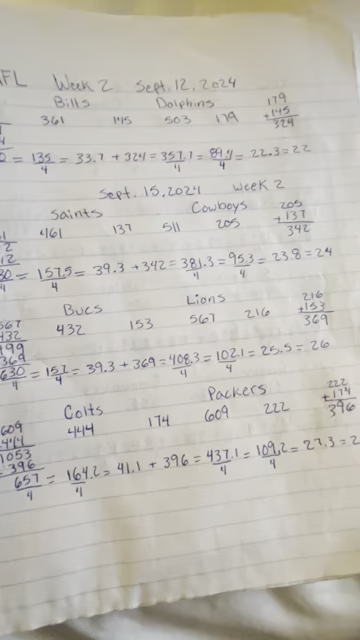 NFL Week 2 Sept. 12, 2024
Bills Dolphins 179
361 145 503 179 +145
324
= 135/4 = 33.7 + 324 = 357.7/4 = 89.4/4 = 22.3 = 22
Sept. 15, 2024 Week 2
Saints Cowboys 205
461 137 511 205 +137
342
= 157.5/4 = 39.3 + 342 = 381.3/4 = 95.3/4 = 23.8 = 24
Bucs Lions 216
432 153 567 216 +153
369
567
432
369
630/4 = 157/4 = 39.3 + 369 = 408.3/4 = 102.1/4 = 25.5 = 26
Colts Packers 222
444 174 609 222 +174
396
609
444
1053
- 396
657/4 = 164.2/4 = 41.1 + 396 = 437.1/4 = 109.2/4 = 27.3 = 2